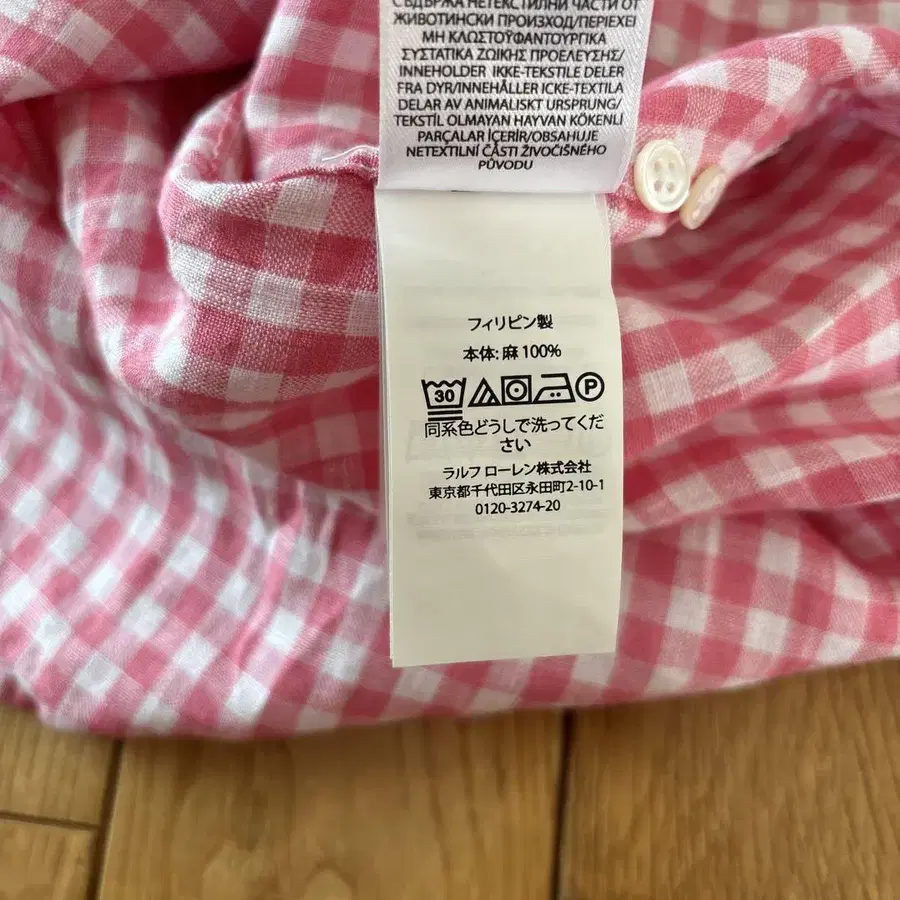 СЪДЪРЖА НЕТЕКСТИЛНИ ЧАСТИ ОТ
ЖИВОТИНСКИ ПРОИЗХОД/ΠΕΡΙΕΧΕΙ
ΜΗ ΚΛΩΣΤΟΫΦΑΝΤΟΥΡΓΙΚΑ
ΣΥΣΤΑΤΙΚΑ ΖΩΙΚΗΣ ΠΡΟΕΛΕΥΣΗΣ/
INNEHOLDER IKKE-TEKSTILE DELER
FRA DYR/INNEHÅLLER ICKE-TEXTILA
DELAR AV ANIMALISKT URSPRUNG/
TEKSTİL OLMAYAN HAYVAN KÖKENLİ
PARÇALAR İÇERİR/OBSAHUJE
NETEXTILNÍ ČÁSTI ŽIVOČIŠNÉHO
PŮVODU
フィリピン製
本体: 麻 100%
30 P
同系色どうしで洗ってくだ
さい
ラルフ ローレン株式会社
東京都千代田区永田町2-10-1
0120-3274-20